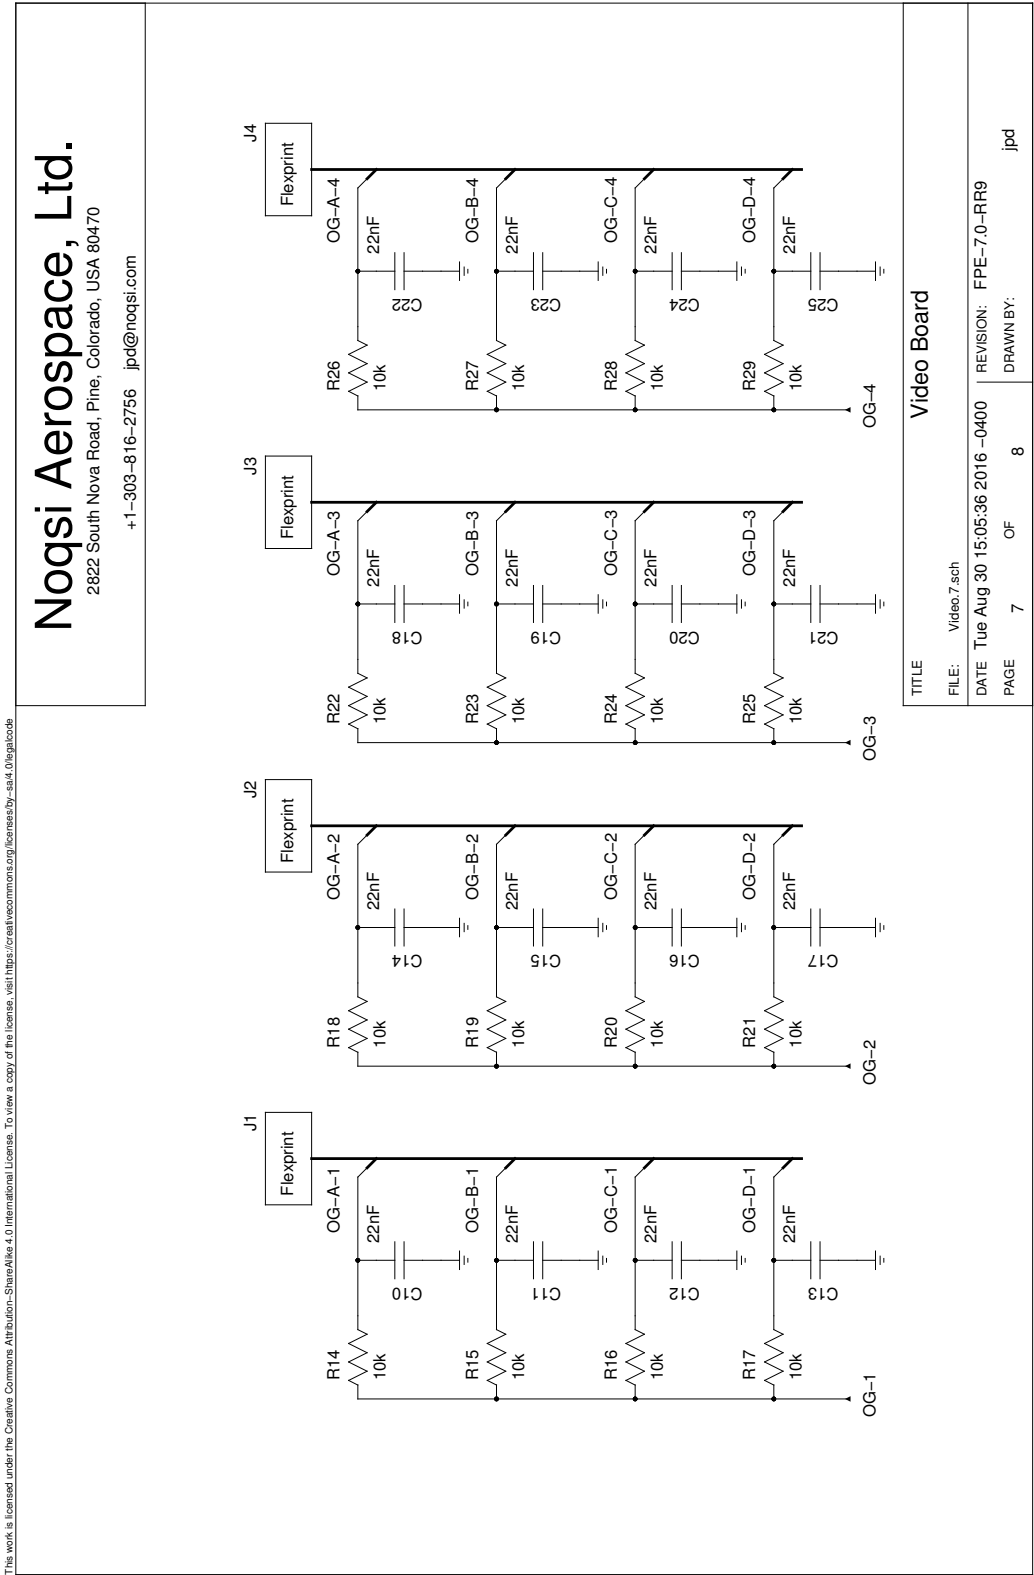 This work is licensed under the Creative Commons Attribution−ShareAlike 4.0 International License. To view a copy of the license, visit https://creativecommons.org/licenses/by−sa/4.0/legalcode
Noqsi Aerospace, Ltd.
2822 South Nova Road, Pine, Colorado, USA 80470
+1−303−816−2756 jpd@noqsi.com
J1
Flexprint
OG−A−1
22nF
R14
10k
C10
OG−B−1
22nF
R15
10k
C11
OG−C−1
22nF
R16
10k
C12
OG−D−1
22nF
R17
10k
C13
OG−1
J2
Flexprint
OG−A−2
22nF
R18
10k
C14
OG−B−2
22nF
R19
10k
C15
OG−C−2
22nF
R20
10k
C16
OG−D−2
22nF
R21
10k
C17
OG−2
J3
Flexprint
OG−A−3
22nF
R22
10k
C18
OG−B−3
22nF
R23
10k
C19
OG−C−3
22nF
R24
10k
C20
OG−D−3
22nF
R25
10k
C21
OG−3
J4
Flexprint
OG−A−4
22nF
R26
10k
C22
OG−B−4
22nF
R27
10k
C23
OG−C−4
22nF
R28
10k
C24
OG−D−4
22nF
R29
10k
C25
OG−4
TITLE
Video Board
FILE: Video.7.sch
DATE Tue Aug 30 15:05:36 2016 −0400
REVISION: FPE−7.0−RR9
PAGE 7 OF 8
DRAWN BY: jpd